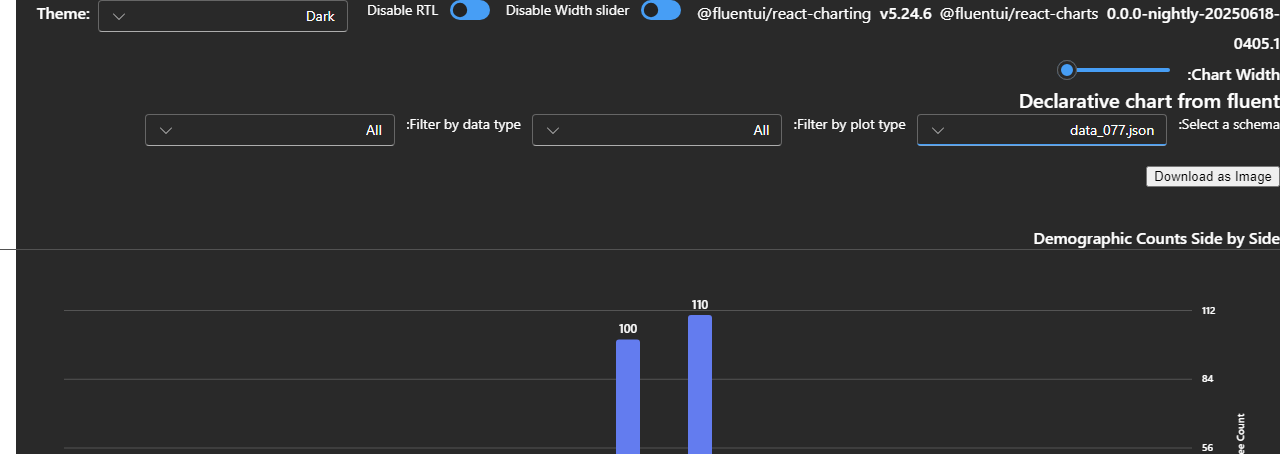 Theme: Dark Disable RTL Disable Width slider @fluentui/react-charting v5.24.6 @fluentui/react-charts 0.0.0-nightly-20250618-
0405.1
:Chart Width
Declarative chart from fluent
:Select a schema data_077.json :Filter by plot type All :Filter by data type All
Download as Image
Demographic Counts Side by Side
110
112
100
84
56
Count